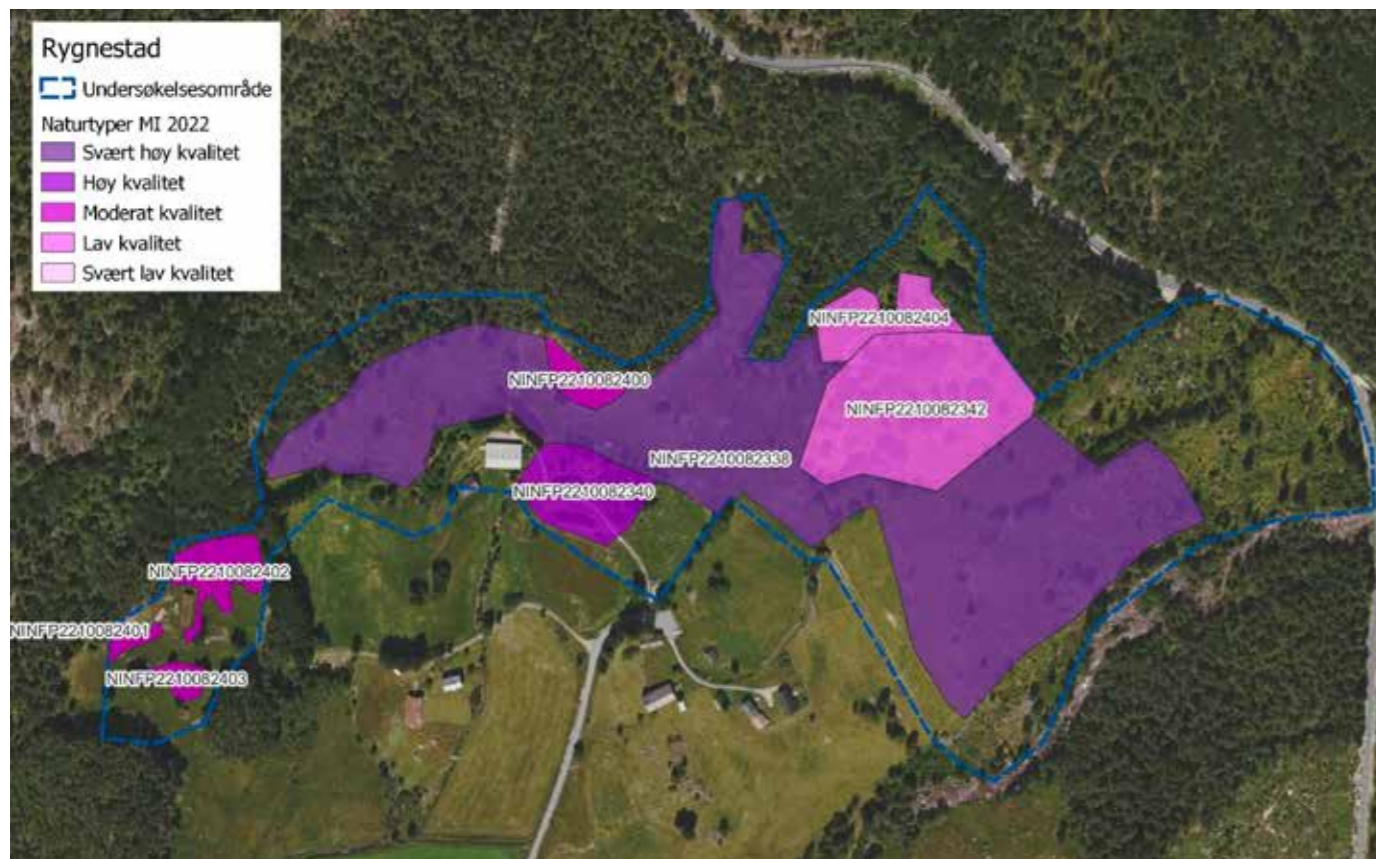 Rygnestad
Undersøkelsesområde
Naturtyper MI 2022
Svært høy kvalitet
Høy kvalitet
Moderat kvalitet
Lav kvalitet
Svært lav kvalitet
NINFP2210082404
NINFP2210082400
NINFP2210082342
NINFP2210082338
NINFP2210082340
NINFP2210082402
NINFP2210082401
NINFP2210082403